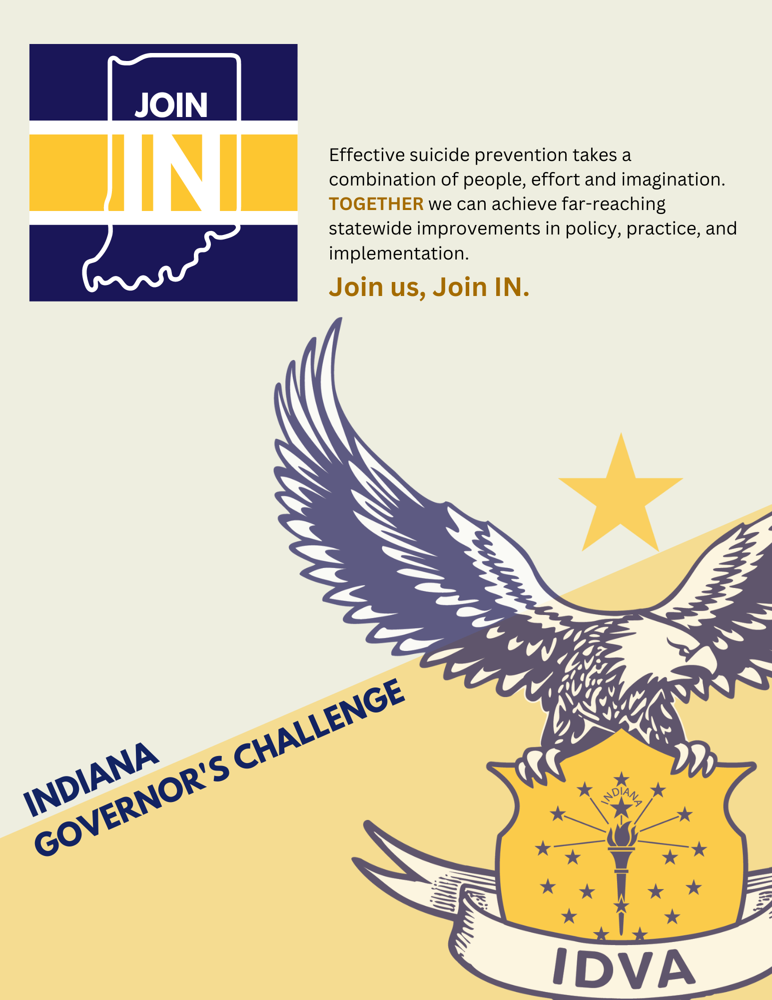 JOIN
IN
Effective suicide prevention takes a
combination of people, effort and imagination.
TOGETHER we can achieve far-reaching
statewide improvements in policy, practice, and
implementation.
Join us, Join IN.
INDIANA
GOVERNOR'S CHALLENGE
INDIANA
IDVA